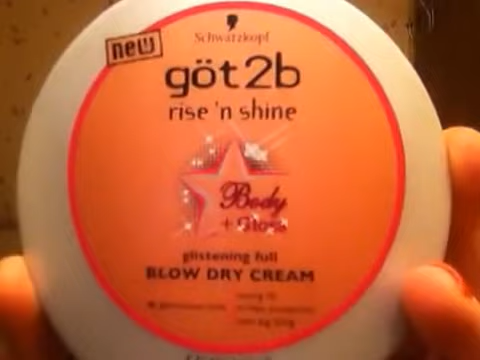 new
Schwarzkopf
göt2b
rise 'n shine
Body
+ Gloss
glistening full
BLOW DRY CREAM